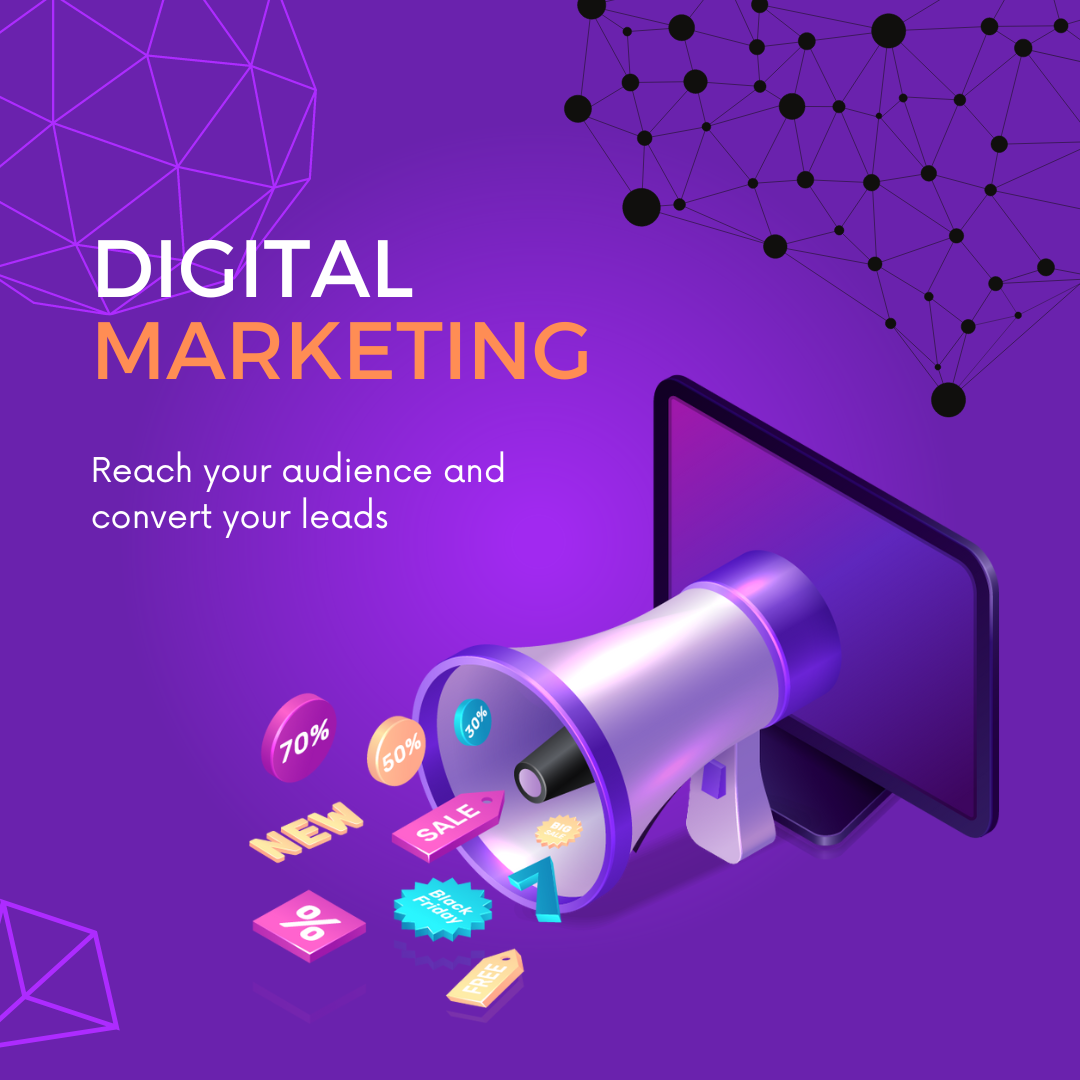 DIGITAL
MARKETING
Reach your audience and
convert your leads
70%
50%
30%
NEW
SALE
BIG
SALE
%
Black
Friday
FREE